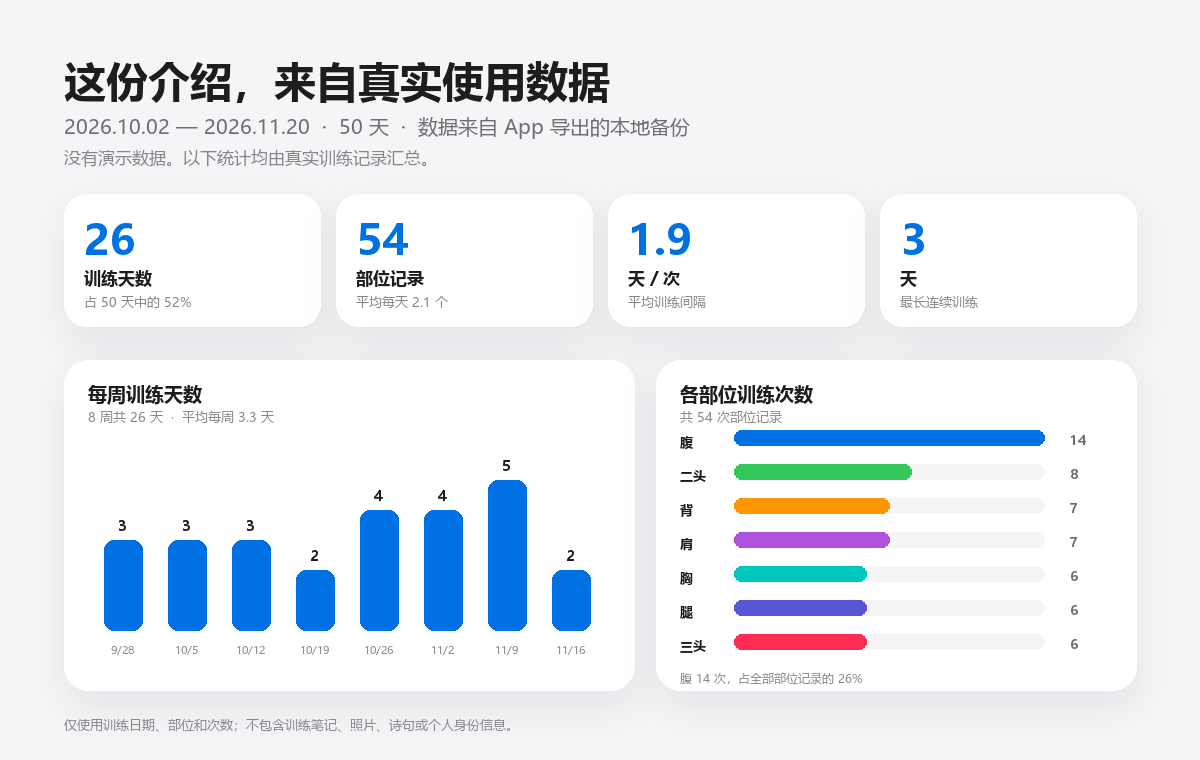 这份介绍，来自真实使用数据
2026.10.02 — 2026.11.20 · 50 天 · 数据来自 App 导出的本地备份
没有演示数据。以下统计均由真实训练记录汇总。
26
训练天数
占 50 天中的 52%
54
部位记录
平均每天 2.1 个
1.9
天 / 次
平均训练间隔
3
天
最长连续训练
每周训练天数
8 周共 26 天 · 平均每周 3.3 天
3 3 3 2 4 4 5 2
9/28 10/5 10/12 10/19 10/26 11/2 11/9 11/16
各部位训练次数
共 54 次部位记录
腹 14
二头 8
背 7
肩 7
胸 6
腿 6
三头 6
腹 14 次，占全部部位记录的 26%
仅使用训练日期、部位和次数；不包含训练笔记、照片、诗句或个人身份信息。